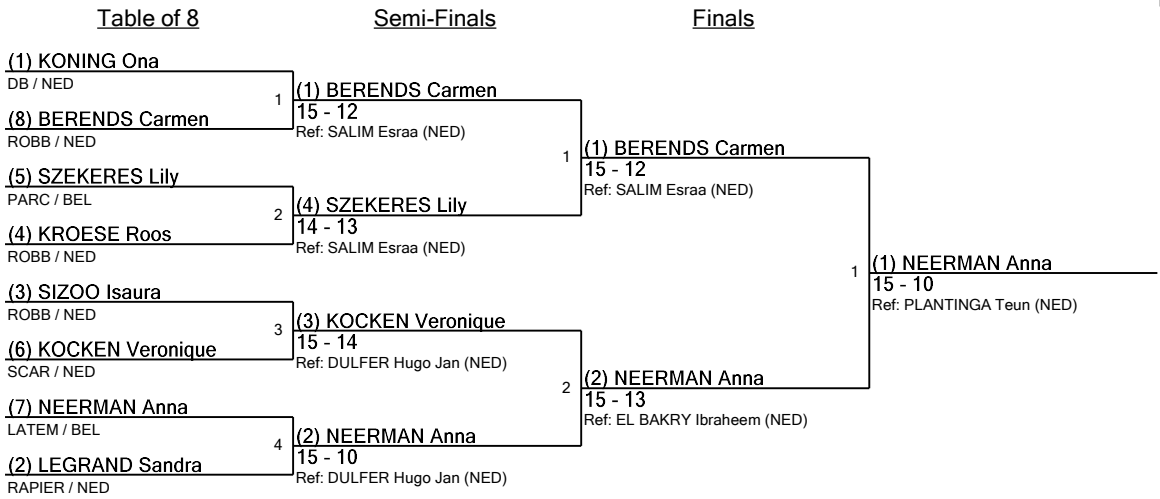 Table of 8
Semi-Finals
Finals
(1) KONING Ona
DB / NED
(8) BERENDS Carmen
ROBB / NED
(5) SZEKERES Lily
PARC / BEL
(4) KROESE Roos
ROBB / NED
(3) SIZOO Isaura
ROBB / NED
(6) KOCKEN Veronique
SCAR / NED
(7) NEERMAN Anna
LATEM / BEL
(2) LEGRAND Sandra
RAPIER / NED
1
(1) BERENDS Carmen
15 - 12
Ref: SALIM Esraa (NED)
2
(4) SZEKERES Lily
14 - 13
Ref: SALIM Esraa (NED)
3
(3) KOCKEN Veronique
15 - 14
Ref: DULFER Hugo Jan (NED)
4
(2) NEERMAN Anna
15 - 10
Ref: DULFER Hugo Jan (NED)
1
(1) BERENDS Carmen
15 - 12
Ref: SALIM Esraa (NED)
2
(2) NEERMAN Anna
15 - 13
Ref: EL BAKRY Ibraheem (NED)
1
(1) NEERMAN Anna
15 - 10
Ref: PLANTINGA Teun (NED)